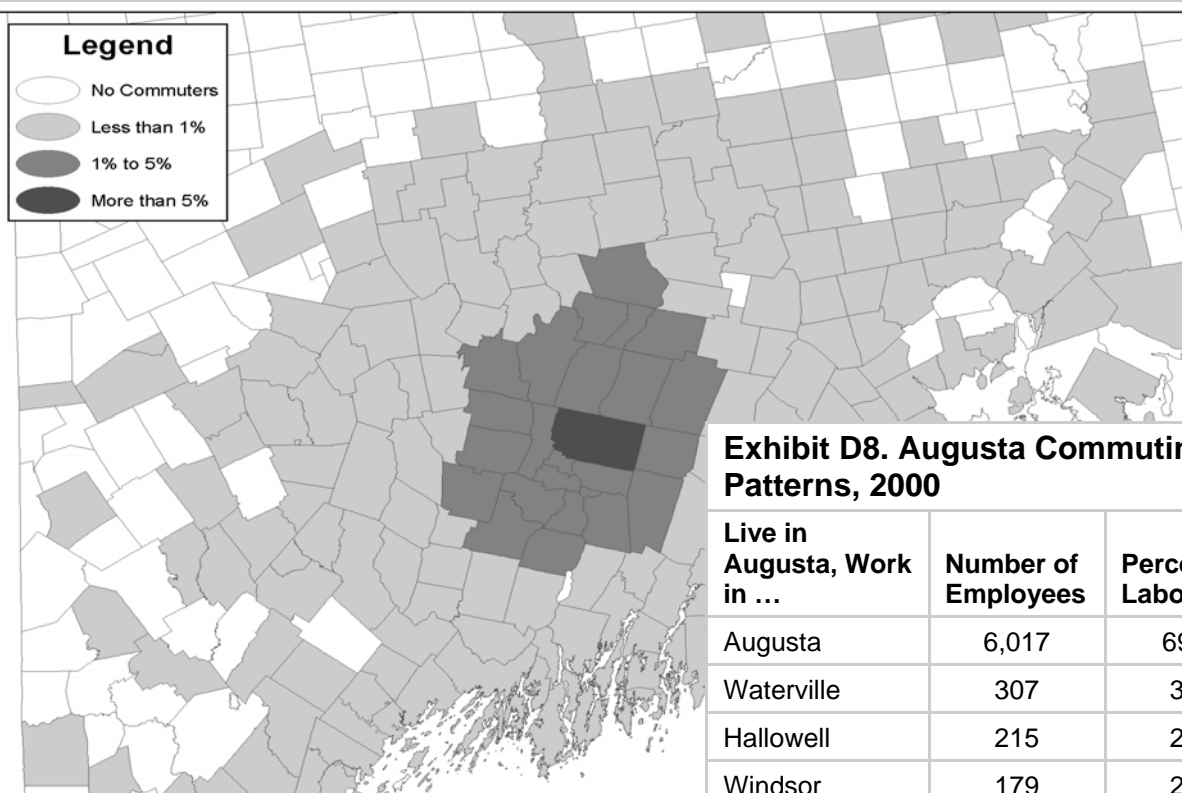 Legend
No Commuters
Less than 1%
1% to 5%
More than 5%
Exhibit D8. Augusta
Patterns, 2000
Live in
Augusta, Work
in …
Number of
Employees
Augusta
6,017
Waterville
307
Hallowell
215
Windsor
179